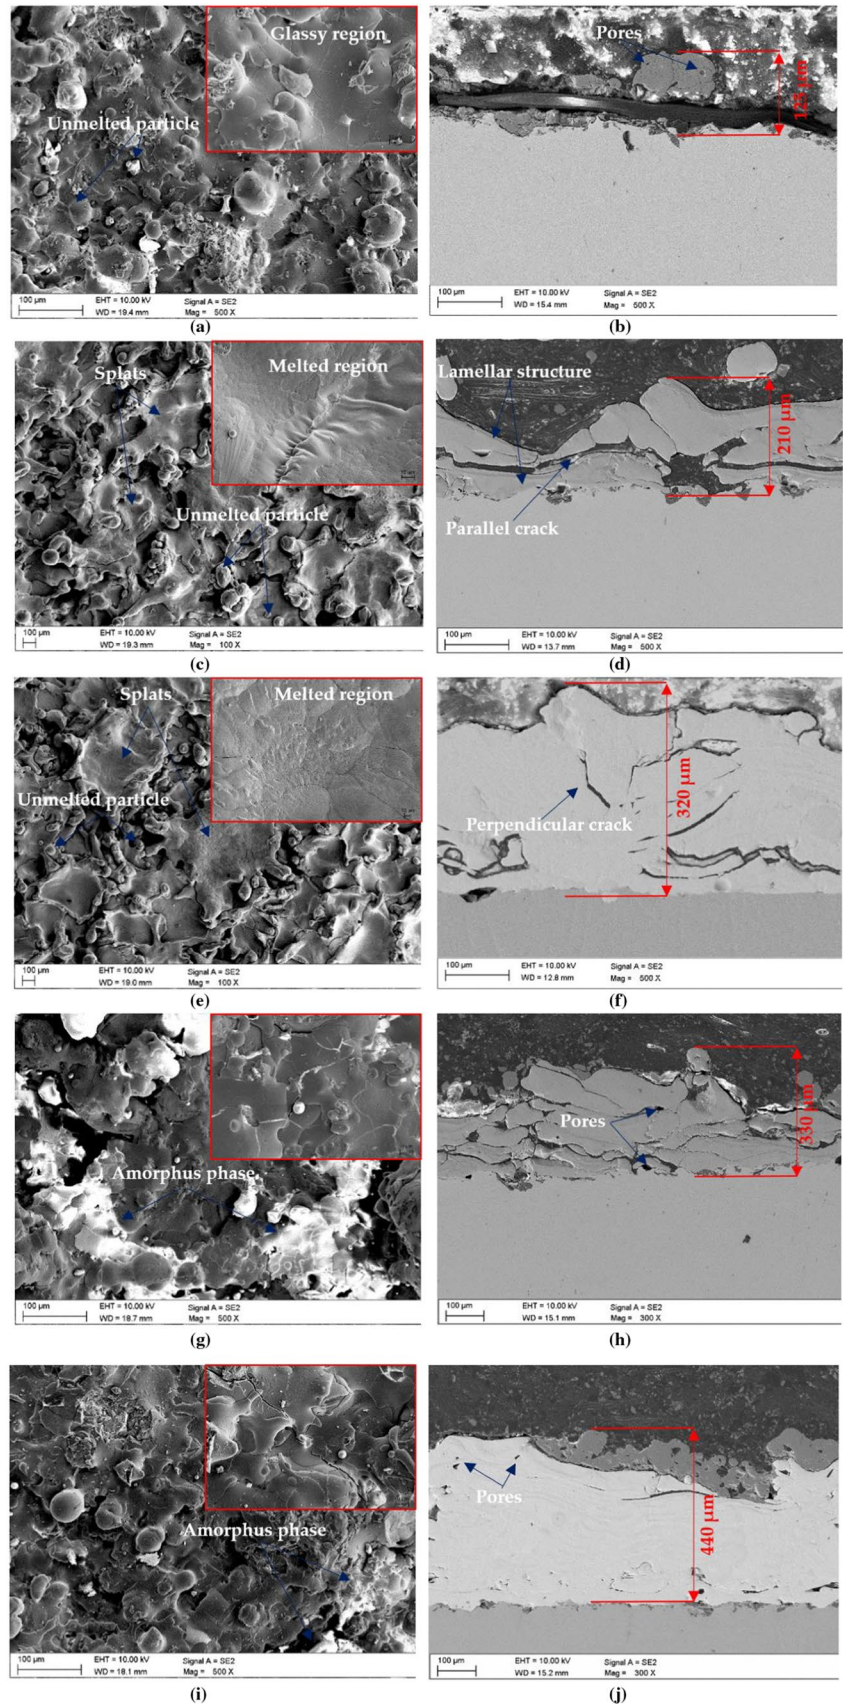 Glassy region
Unmelted particle
100 µm
EHT = 10.00 kV
WD = 19.4 mm
Signal A = SE2
Mag = 500 X
(a)
Pores
125 µm
100 µm
EHT = 10.00 kV
WD = 15.4 mm
Signal A = SE2
Mag = 500 X
(b)
Splats
Melted region
Unmelted particle
100 µm
EHT = 10.00 kV
WD = 19.3 mm
Signal A = SE2
Mag = 100 X
(c)
Lamellar structure
210 µm
Parallel crack
100 µm
EHT = 10.00 kV
WD = 13.7 mm
Signal A = SE2
Mag = 500 X
(d)
Splats
Melted region
Unmelted particle
100 µm
EHT = 10.00 kV
WD = 19.0 mm
Signal A = SE2
Mag = 100 X
(e)
320 µm
Perpendicular crack
100 µm
EHT = 10.00 kV
WD = 12.8 mm
Signal A = SE2
Mag = 500 X
(f)
Amorphus phase
100 µm
EHT = 10.00 kV
WD = 18.7 mm
Signal A = SE2
Mag = 500 X
(g)
Pores
330 µm
100 µm
EHT = 10.00 kV
WD = 15.1 mm
Signal A = SE2
Mag = 300 X
(h)
Amorphus phase
100 µm
EHT = 10.00 kV
WD = 18.1 mm
Signal A = SE2
Mag = 500 X
(i)
Pores
440 µm
100 µm
EHT = 10.00 kV
WD = 15.2 mm
Signal A = SE2
Mag = 300 X
(j)